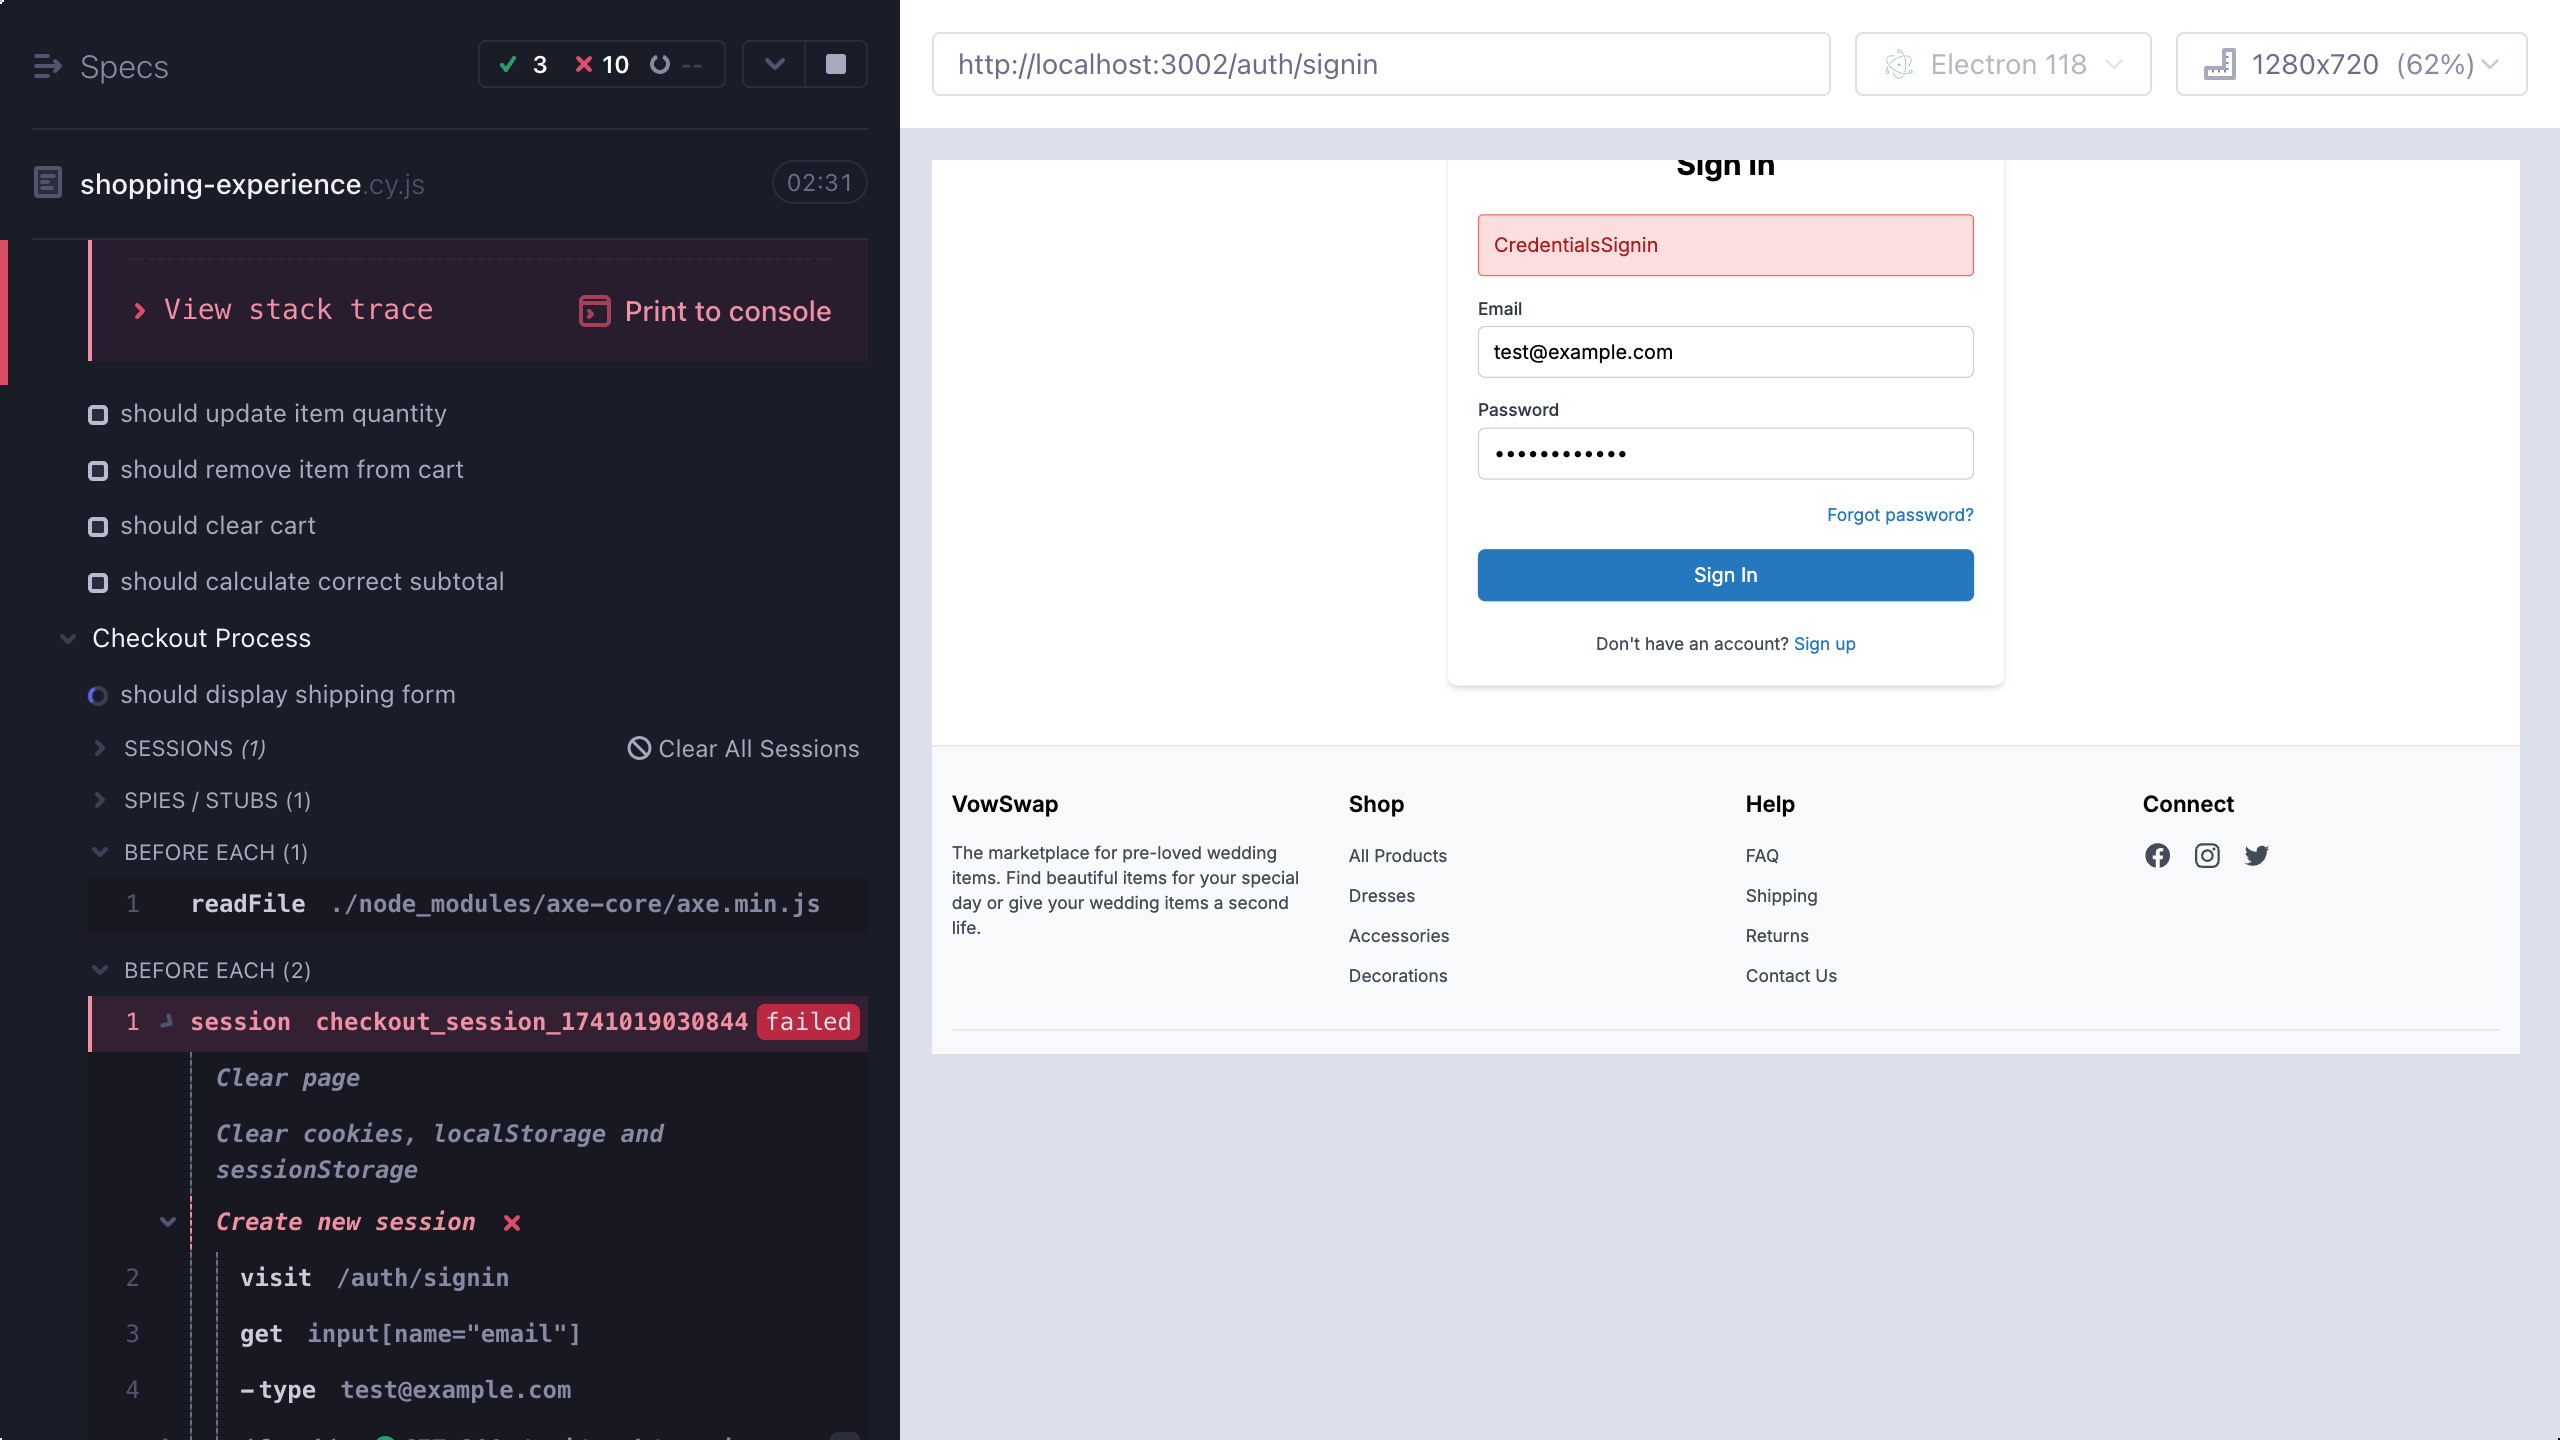 Specs
3
10
--
shopping-experience.cy.js
02:31
View stack trace
Print to console
should update item quantity
should remove item from cart
should clear cart
should calculate correct subtotal
Checkout Process
should display shipping form
SESSIONS (1)
Clear All Sessions
SPIES / STUBS (1)
BEFORE EACH (1)
1 readFile ./node_modules/axe-core/axe.min.js
BEFORE EACH (2)
1 session checkout_session_1741019030844 failed
Clear page
Clear cookies, localStorage and
sessionStorage
Create new session
2 visit /auth/signin
3 get input[name="email"]
4 -type test@example.com
http://localhost:3002/auth/signin
Electron 118
1280x720 (62%)
Sign In
CredentialsSignin
Email
test@example.com
Password
••••••••••••
Forgot password?
Sign In
Don't have an account? Sign up
VowSwap
The marketplace for pre-loved wedding
items. Find beautiful items for your special
day or give your wedding items a second
life.
Shop
All Products
Dresses
Accessories
Decorations
Help
FAQ
Shipping
Returns
Contact Us
Connect